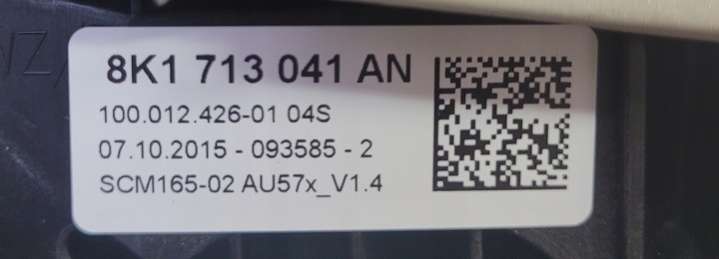 8K1 713 041 AN
100.012.426-01 04S
07.10.2015 - 093585 - 2
SCM165-02 AU57x_V1.4